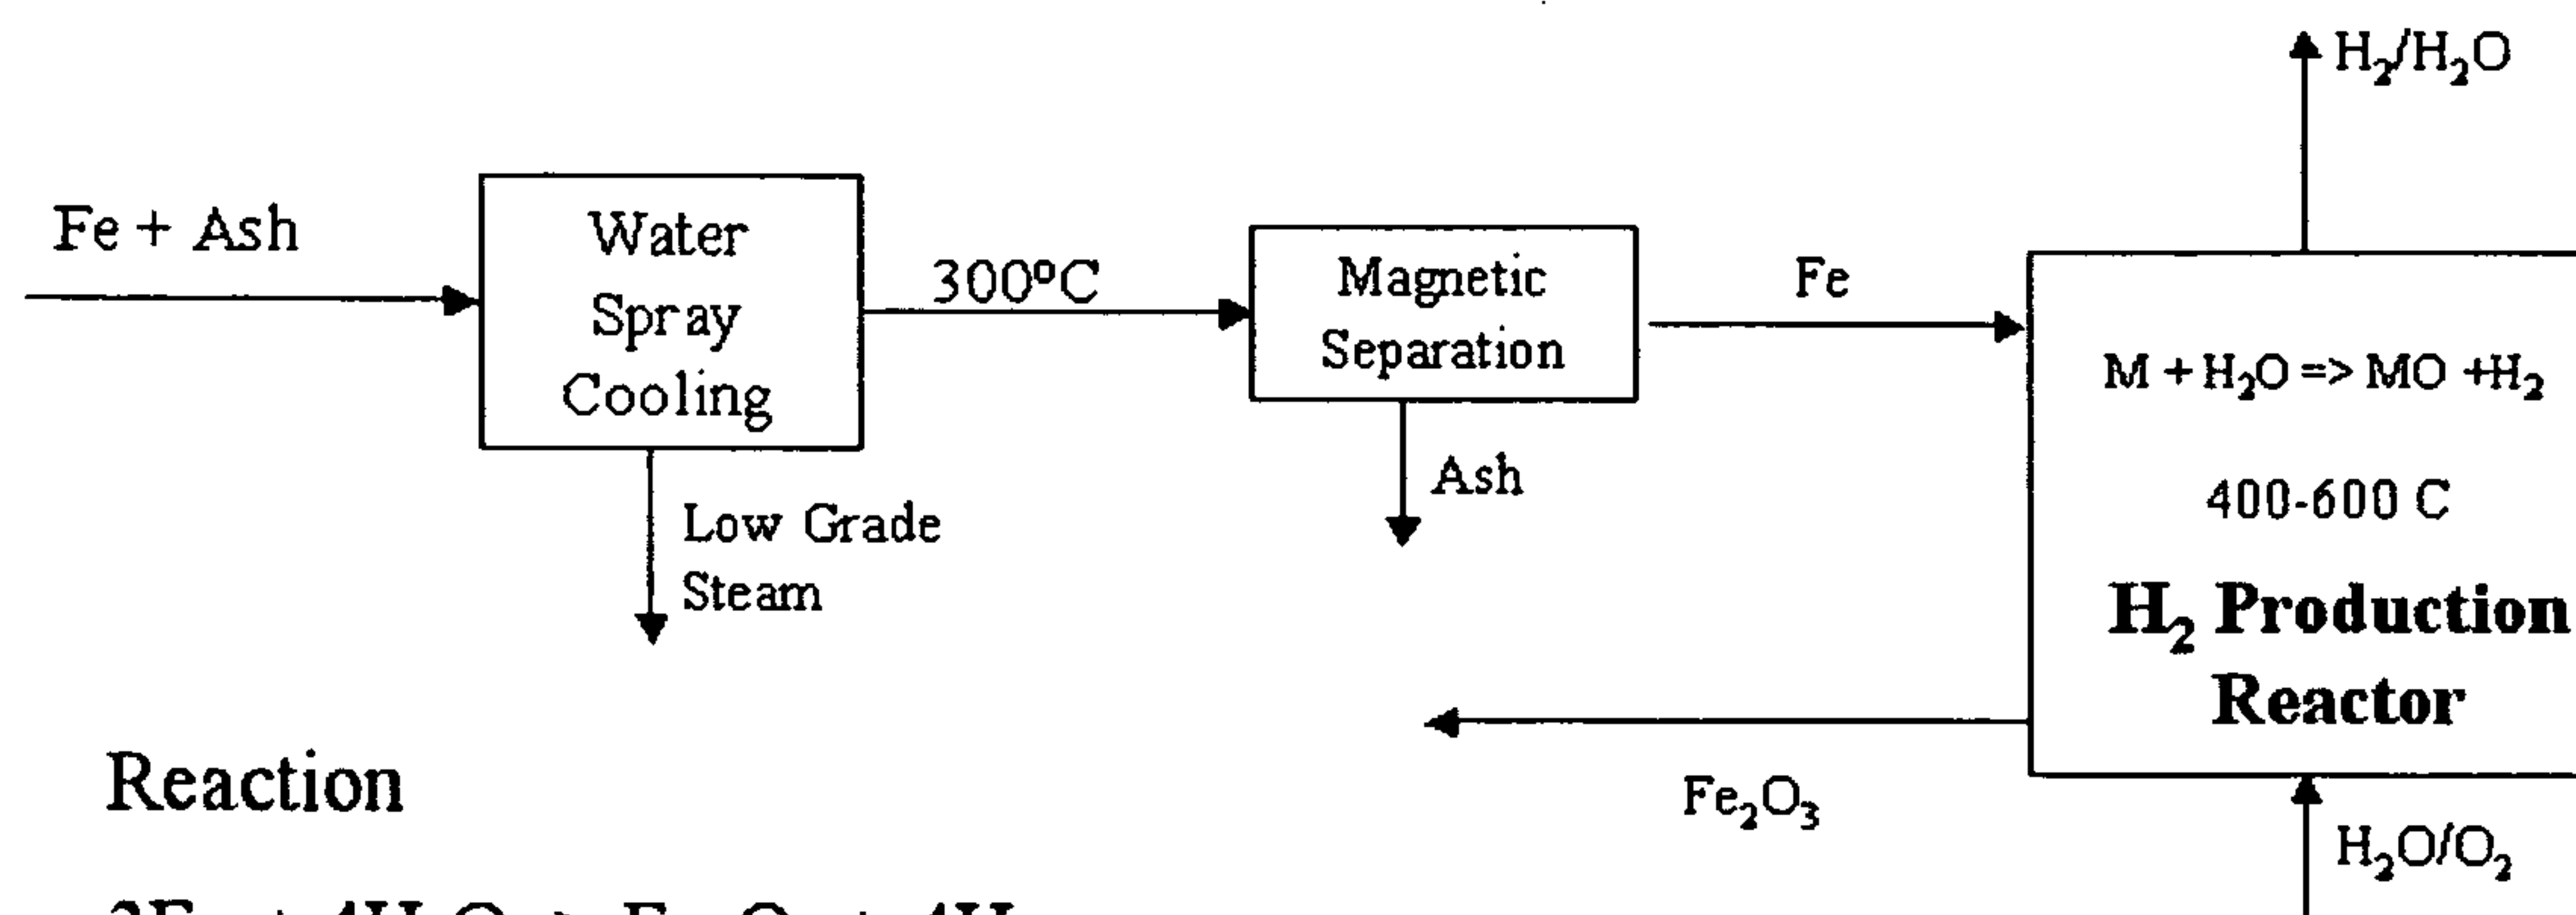 H₂/H₂O
Fe + Ash
Water
Spray
Cooling
300ºC
Magnetic
Separation
Fe
M + H₂O => MO +H₂
400-600 C
H₂ Production
Reactor
Ash
Low Grade
Steam
Reaction
Fe₂O₃
H₂O/O₂